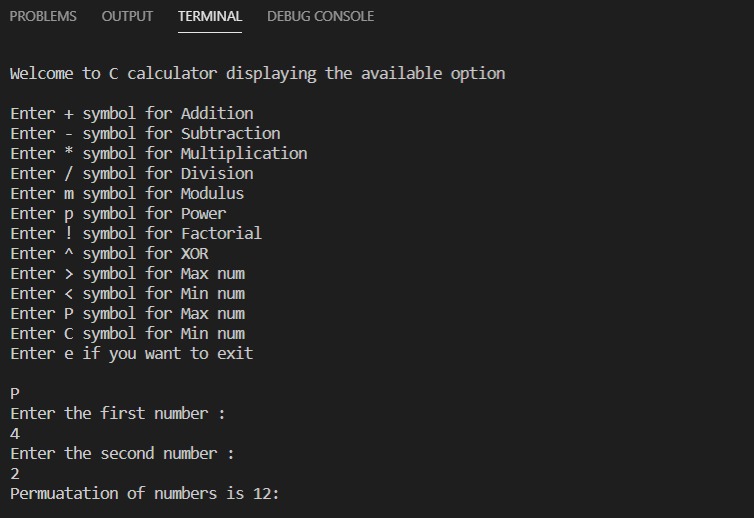 PROBLEMS OUTPUT TERMINAL DEBUG CONSOLE
Welcome to C calculator displaying the available option
Enter + symbol for Addition
Enter - symbol for Subtraction
Enter * symbol for Multiplication
Enter / symbol for Division
Enter m symbol for Modulus
Enter p symbol for Power
Enter ! symbol for Factorial
Enter ^ symbol for XOR
Enter > symbol for Max num
Enter < symbol for Min num
Enter P symbol for Max num
Enter C symbol for Min num
Enter e if you want to exit
P
Enter the first number :
4
Enter the second number :
2
Permuatation of numbers is 12: